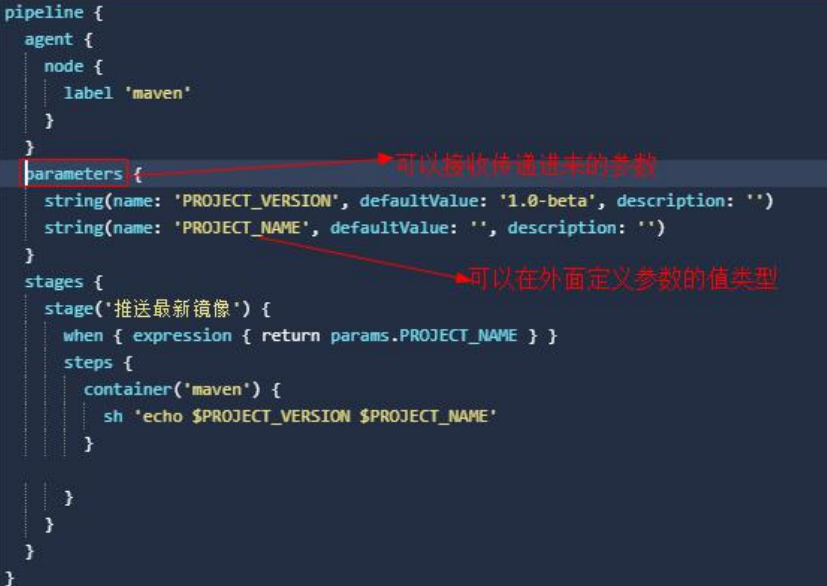 pipeline {
agent {
node {
label 'maven'
}
}
parameters { 可以接收传递进来的参数
string(name: 'PROJECT_VERSION', defaultValue: '1.0-beta', description: '')
string(name: 'PROJECT_NAME', defaultValue: '', description: '')
}
stages { 可以在外面定义参数的值类型
stage('推送最新镜像') {
when { expression { return params.PROJECT_NAME } }
steps {
container('maven') {
sh 'echo $PROJECT_VERSION $PROJECT_NAME'
}
}
}
}
}